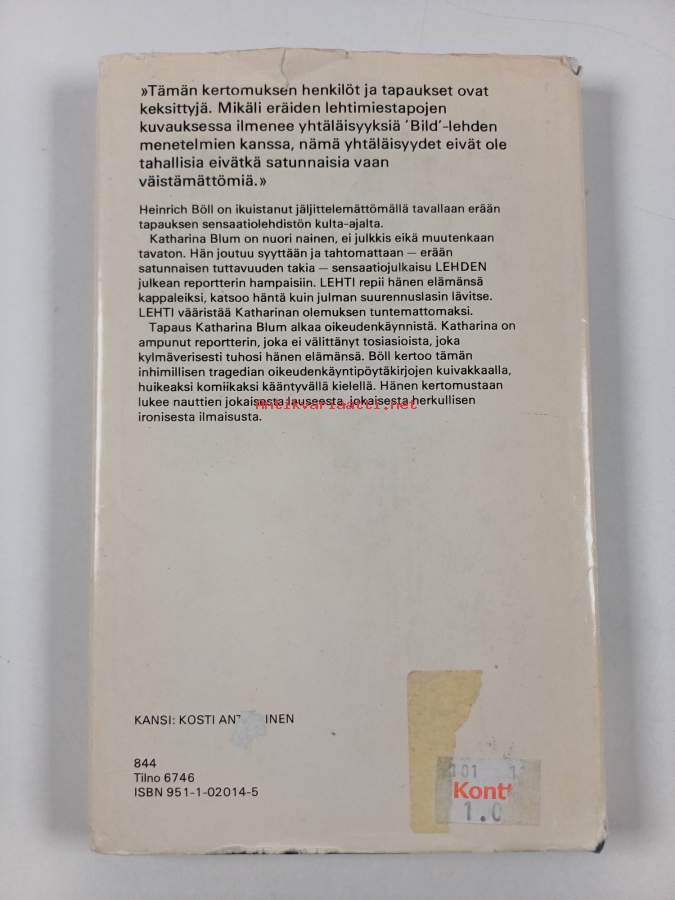 »Tämän kertomuksen henkilöt ja tapaukset ovat
keksittyjä. Mikäli eräiden lehtimiestapojen
kuvauksessa ilmenee yhtäläisyyksiä 'Bild'-lehden
menetelmien kanssa, nämä yhtäläisyydet eivät ole
tahallisia eivätkä satunnaisia vaan
väistämättömiä.»
Heinrich Böll on ikuistanut jäljittelemättömällä tavallaan erään
tapauksen sensaatiolehdistön kulta-ajalta.
Katharina Blum on nuori nainen, ei julkkis eikä muutenkaan
tavaton. Hän joutuu syyttään ja tahtomattaan — erään
satunnaisen tuttavuuden takia — sensaatiojulkaisu LEHDEN
julkean reportterin hampaisiin. LEHTI repii hänen elämänsä
kappaleiksi, katsoo häntä kuin julman suurennuslasin lävitse.
LEHTI vääristää Katharinan olemuksen tuntemattomaksi.
Tapaus Katharina Blum alkaa oikeudenkäynnistä. Katharina on
ampunut reportterin, joka ei välittänyt tosiasioista, joka
kylmäverisesti tuhosi hänen elämänsä. Böll kertoo tämän
inhimillisen tragedian oikeudenkäyntipöytäkirjojen kuivakkaalla,
huikeaksi komiikaksi kääntyvällä kielellä. Hänen kertomustaan
lukee nauttien jokaisesta lauseesta, jokaisesta herkullisen
ironisesta ilmaisusta.
Antikvariaatti.net
KANSI: KOSTI ANT INEN
844
Tilno 6746
ISBN 951-1-02014-5
101 1
Kont
1.0